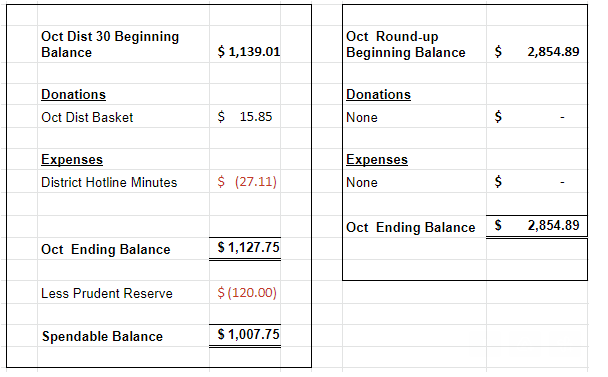 Oct Dist 30 Beginning
Balance $ 1,139.01
Donations
Oct Dist Basket $ 15.85
Expenses
District Hotline Minutes $ (27.11)
Oct Ending Balance $ 1,127.75
Less Prudent Reserve $ (120.00)
Spendable Balance $ 1,007.75
Oct Round-up
Beginning Balance $ 2,854.89
Donations
None $ -
Expenses
None $ -
Oct Ending Balance $ 2,854.89